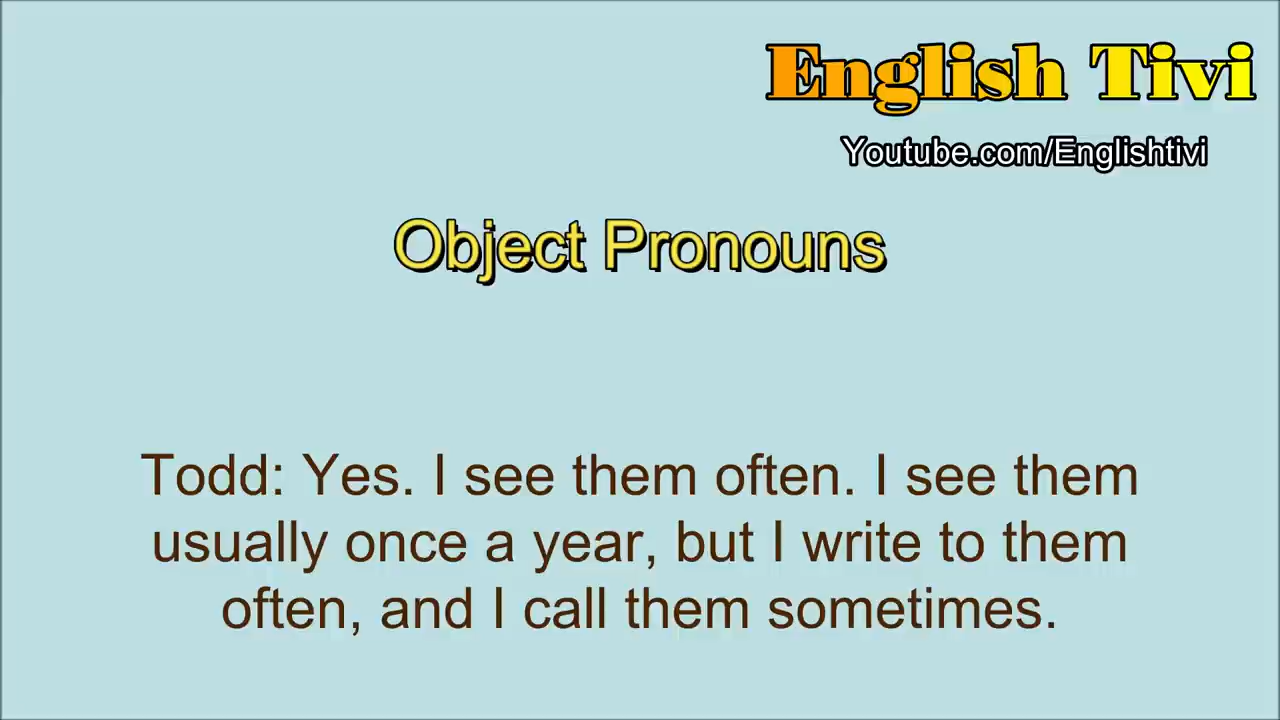 English Tivi
Youtube.com/Englishtivi
Object Pronouns
Todd: Yes. I see them often. I see them
usually once a year, but I write to them
often, and I call them sometimes.